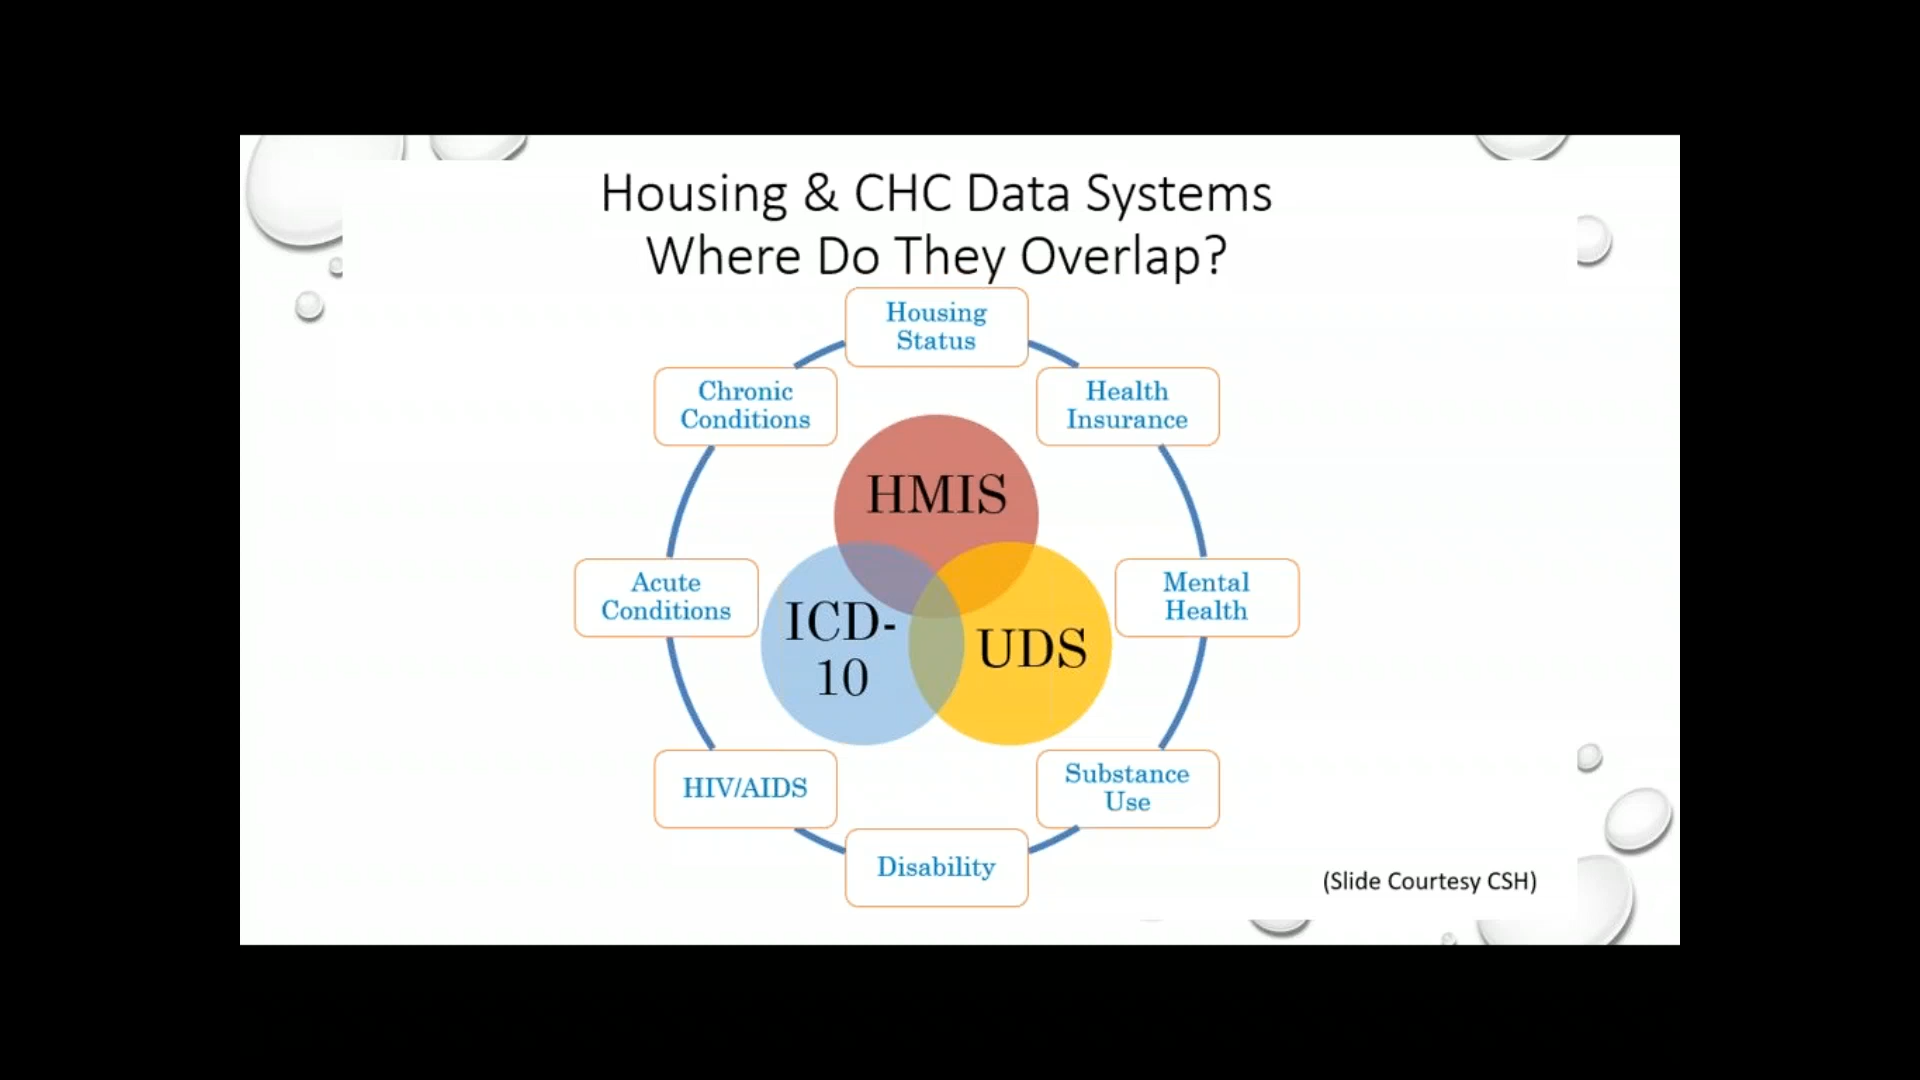 Housing & CHC Data Systems
Where Do They Overlap?
Housing
Status
Chronic
Conditions
Health
Insurance
HMIS
Acute
Conditions
ICD-
10
UDS
Mental
Health
HIV/AIDS
Substance
Use
Disability
(Slide Courtesy CSH)